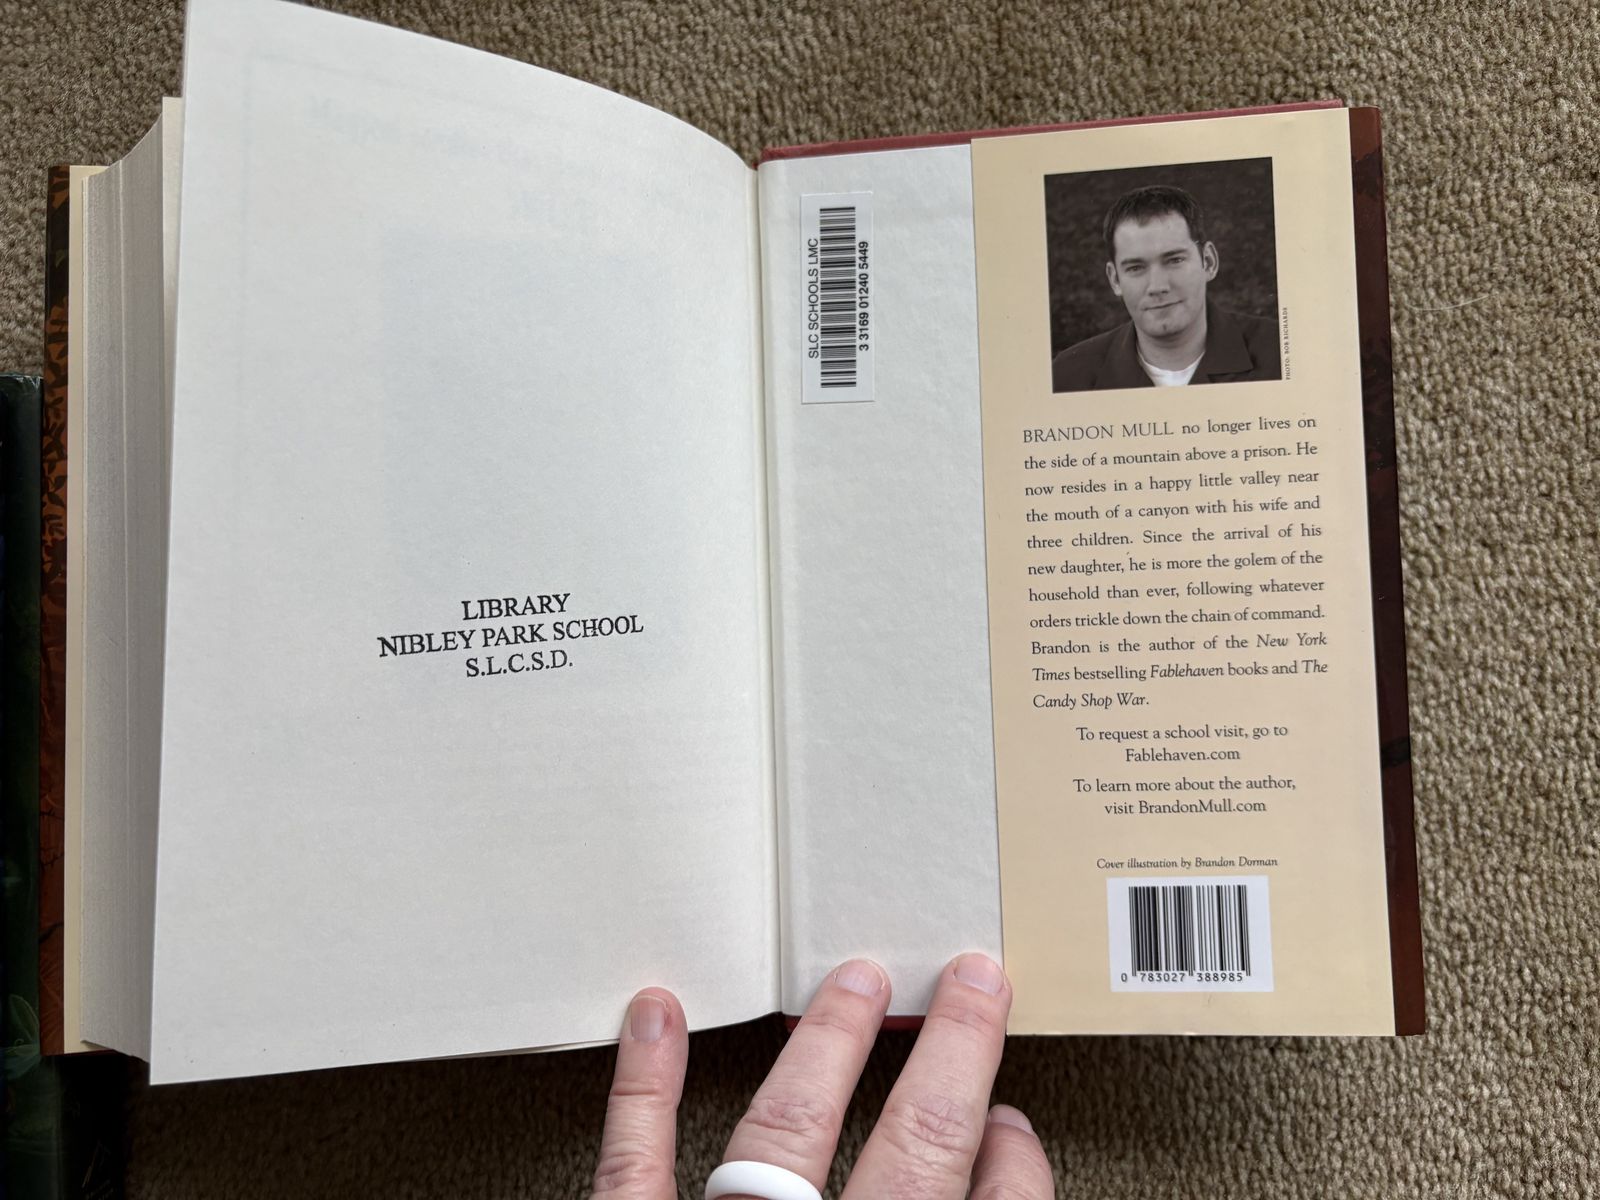 LIBRARY
NIBLEY PARK SCHOOL
S.L.C.S.D.
SLC SCHOOLS LMC
3 3169 01240 5449
PHOTO: BOB RICHARDS
BRANDON MULL no longer lives on
the side of a mountain above a prison. He
now resides in a happy little valley near
the mouth of a canyon with his wife and
three children. Since the arrival of his
new daughter, he is more the golem of the
household than ever, following whatever
orders trickle down the chain of command.
Brandon is the author of the New York
Times bestselling Fablehaven books and The
Candy Shop War.
To request a school visit, go to
Fablehaven.com
To learn more about the author,
visit BrandonMull.com
Cover illustration by Brandon Dorman
0 783027 388985